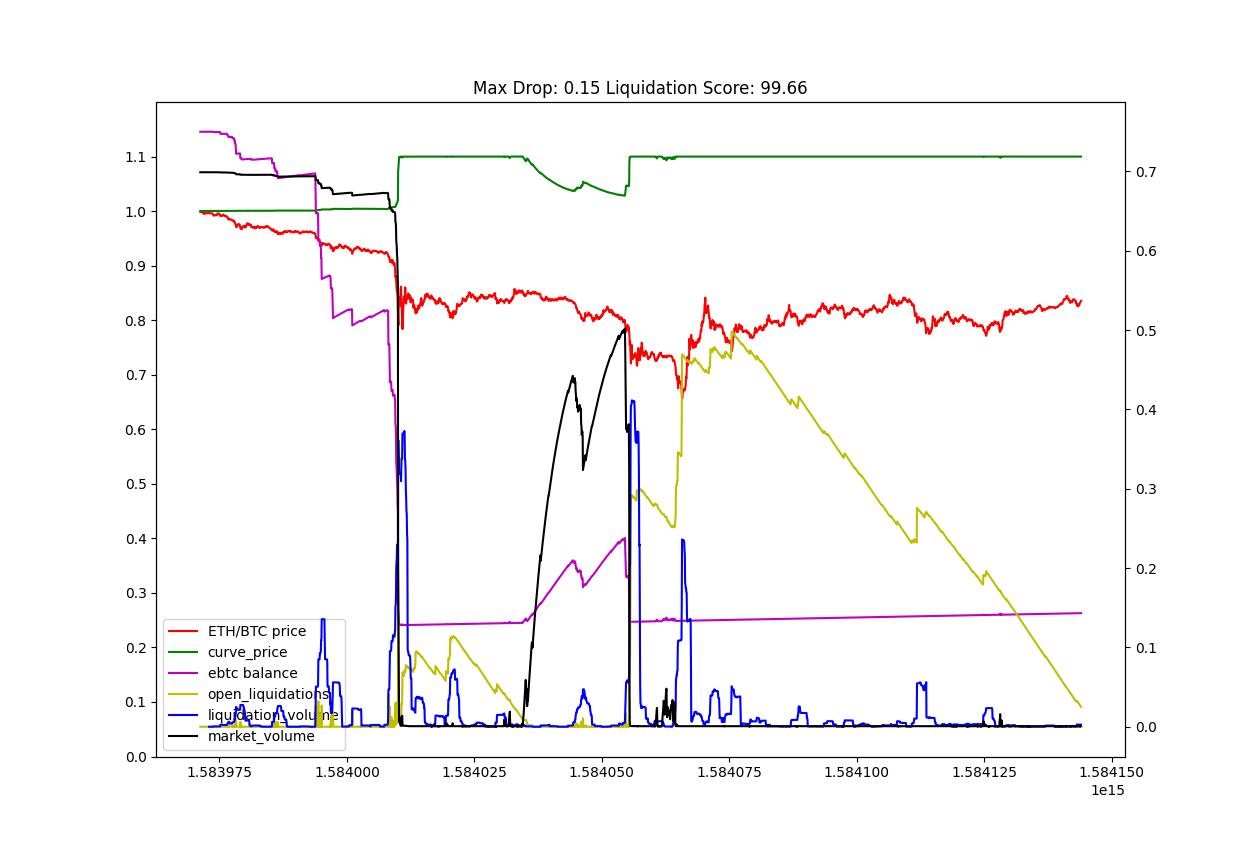 Max Drop: 0.15 Liquidation Score: 99.66
1.1
1.0
0.9
0.8
0.7
0.6
0.5
0.4
0.3
0.2
0.1
0.0
0.7
0.6
0.5
0.4
0.3
0.2
0.1
0.0
ETH/BTC price
curve_price
ebtc balance
open_liquidations
liquidation_volume
market_volume
1.583975 1.584000 1.584025 1.584050 1.584075 1.584100 1.584125 1.584150
1e15